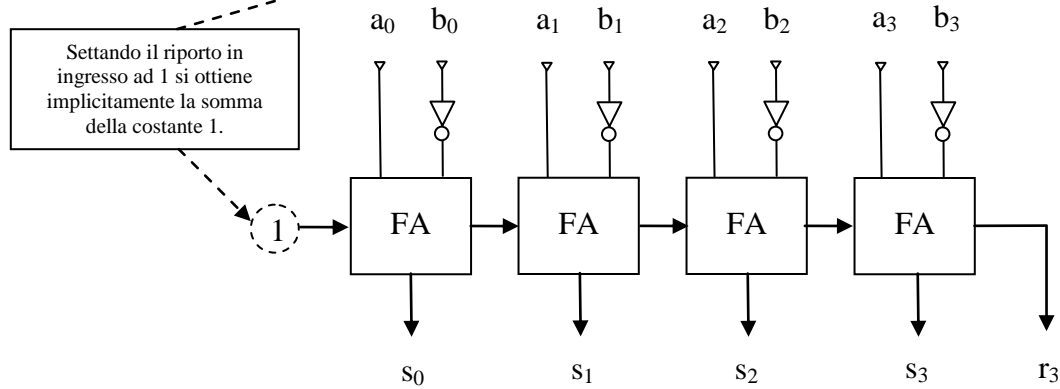 a₀ b₀ a₁ b₁ a₂ b₂ a₃ b₃
Settando il riporto in
ingresso ad 1 si ottiene
implicitamente la somma
della costante 1.
1 FA FA FA FA
s₀ s₁ s₂ s₃ r₃